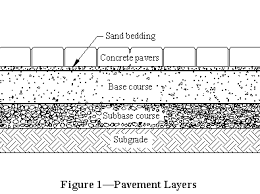 Sand bedding
Concrete pavers
Base course
Subbase course
Subgrade
Figure 1—Pavement Layers